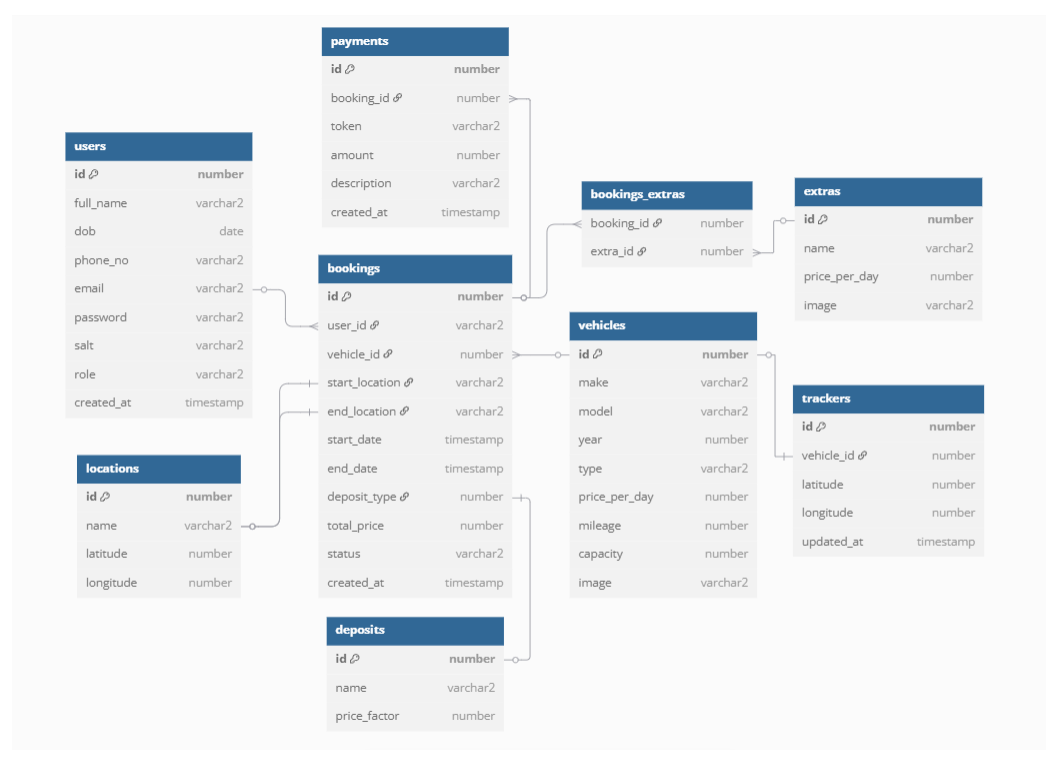 payments
id number
booking_id number
token varchar2
amount number
description varchar2
created_at timestamp
users
id number
full_name varchar2
dob date
phone_no varchar2
email varchar2
password varchar2
salt varchar2
role varchar2
created_at timestamp
bookings_extras
booking_id number
extra_id number
extras
id number
name varchar2
price_per_day number
image varchar2
bookings
id number
user_id varchar2
vehicle_id number
start_location varchar2
end_location varchar2
start_date timestamp
end_date timestamp
deposit_type number
total_price number
status varchar2
created_at timestamp
vehicles
id number
make varchar2
model varchar2
year number
type varchar2
price_per_day number
mileage number
capacity number
image varchar2
trackers
id number
vehicle_id number
latitude number
longitude number
updated_at timestamp
locations
id number
name varchar2
latitude number
longitude number
deposits
id number
name varchar2
price_factor number